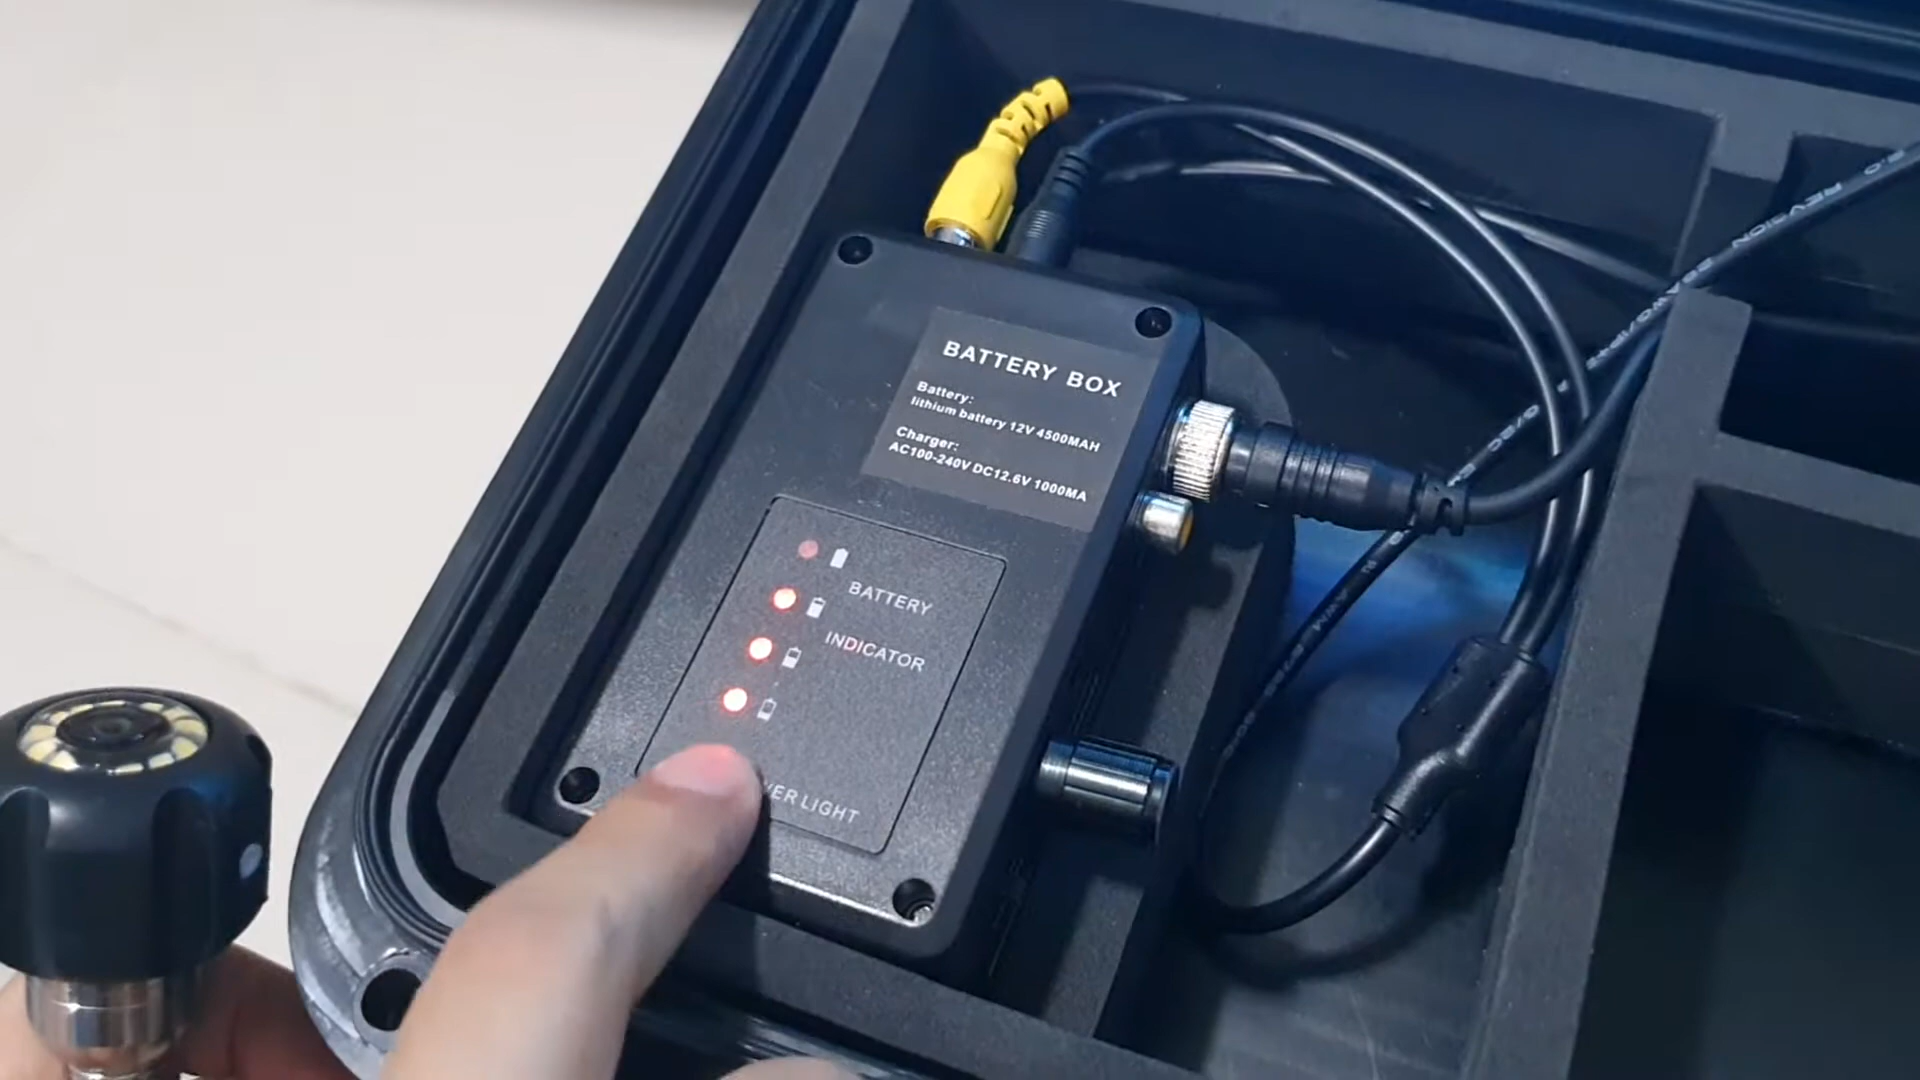 BATTERY BOX
Battery:
lithium battery 12V 4500MAH
Charger:
AC100-240V DC12.6V 1000MA
BATTERY
INDICATOR
LIGHT